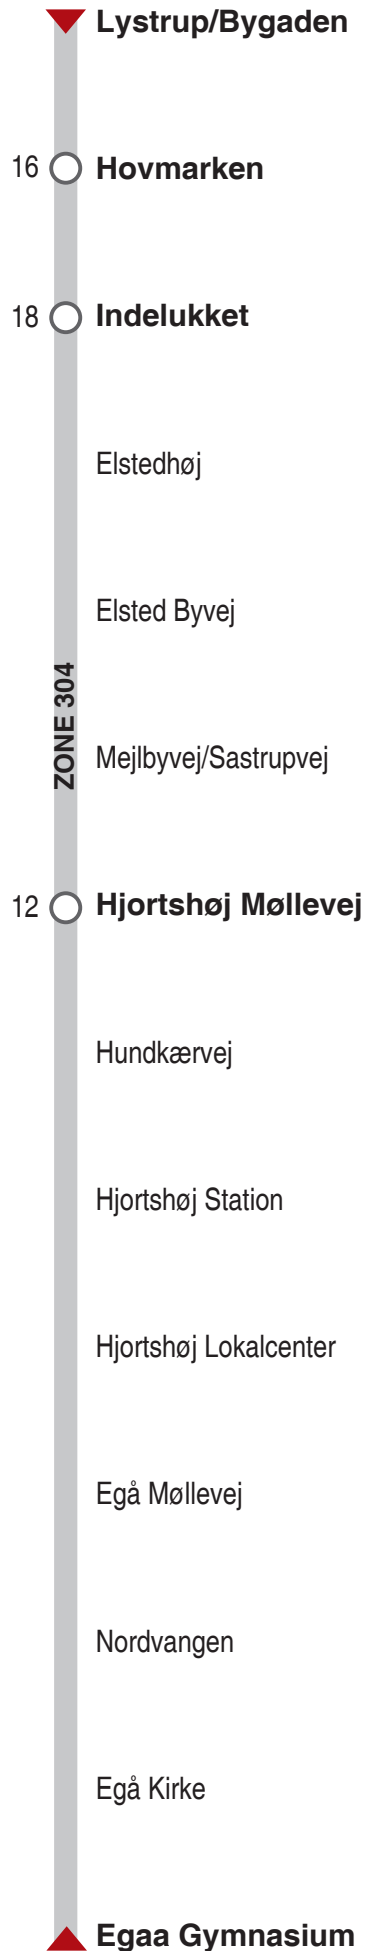 Lystrup/Bygaden
16 Hovmarken
18 Indelukket
Elstedhøj
Elsted Byvej
ZONE 304
Mejlbyvej/Sastrupvej
12 Hjortshøj Møllevej
Hundkærvej
Hjortshøj Station
Hjortshøj Lokalcenter
Egå Møllevej
Nordvangen
Egå Kirke
Egaa Gymnasium